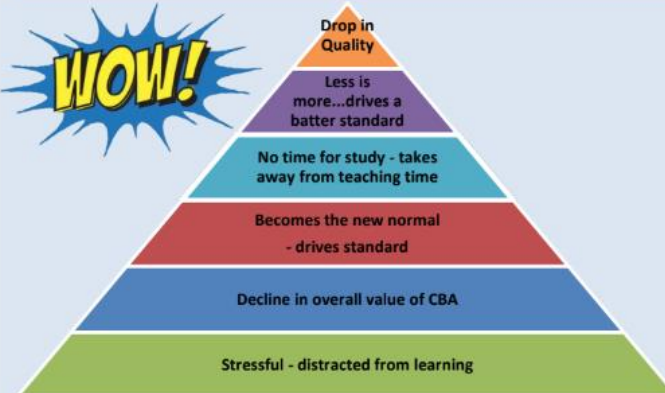 WOW!
Drop in
Quality
Less is
more...drives a
batter standard
No time for study - takes
away from teaching time
Becomes the new normal
- drives standard
Decline in overall value of CBA
Stressful - distracted from learning